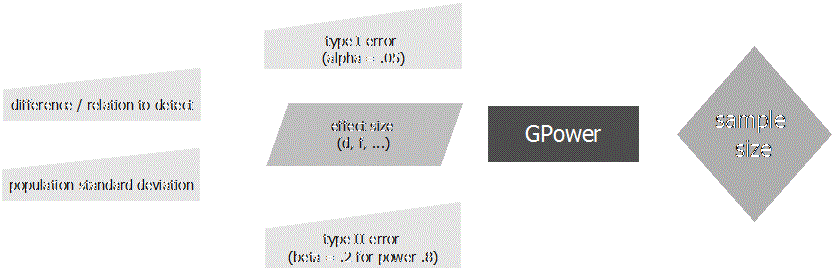 difference / relation to detect
population standard deviation
type I error
(alpha = .05)
effect size
(d, f, ...)
type II error
(beta = .2 for power .8)
GPower
sample
size